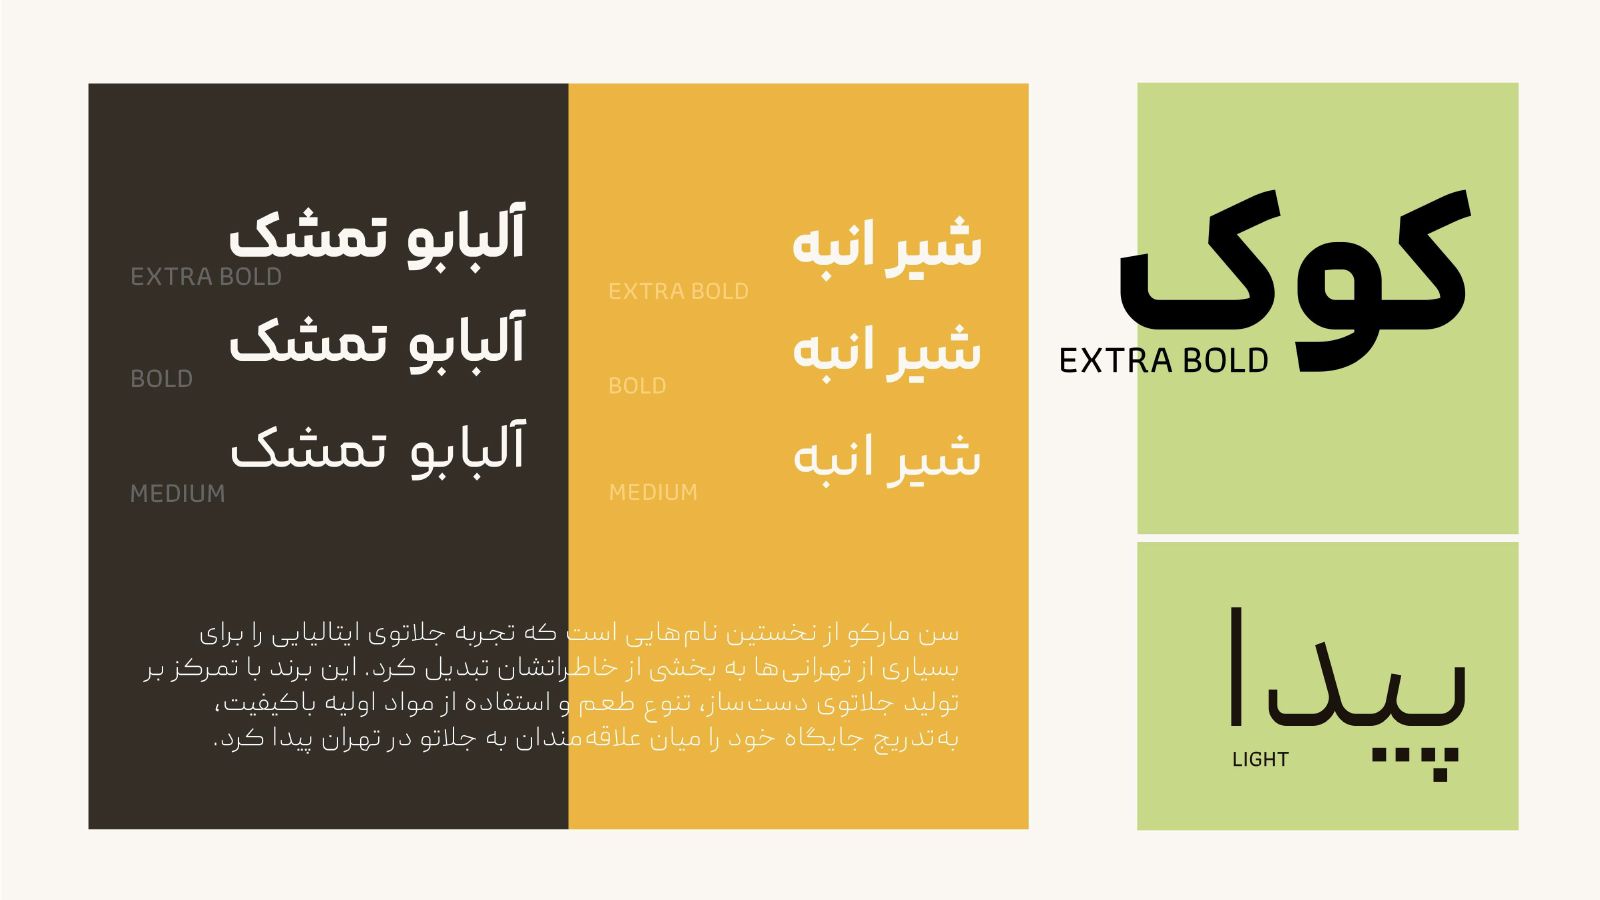 آلبابو تمشک
EXTRA BOLD
آلبابو تمشک
BOLD
آلبابو تمشک
MEDIUM
شیر انبه
EXTRA BOLD
شیر انبه
BOLD
شیر انبه
MEDIUM
سن مارکو از نخستین نام‌هایی است که تجربه جلاتوی ایتالیایی را برای
بسیاری از تهرانی‌ها به بخشی از خاطراتشان تبدیل کرد. این برند با تمرکز بر
تولید جلاتوی دست‌ساز، تنوع طعم و استفاده از مواد اولیه باکیفیت،
به‌تدریج جایگاه خود را میان علاقه‌مندان به جلاتو در تهران پیدا کرد.
کوک
EXTRA BOLD
پیدا
LIGHT